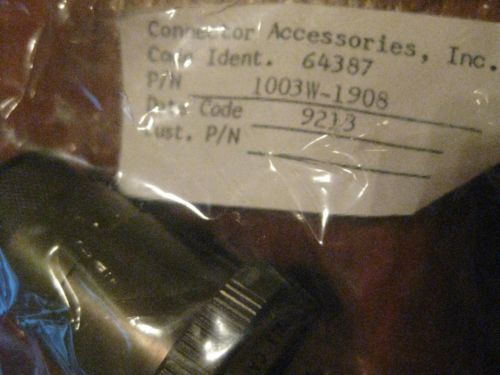 Connector Accessories, Inc.
Code Ident. 64387
P/N 1003W-1908
Date Code 9213
Cust. P/N